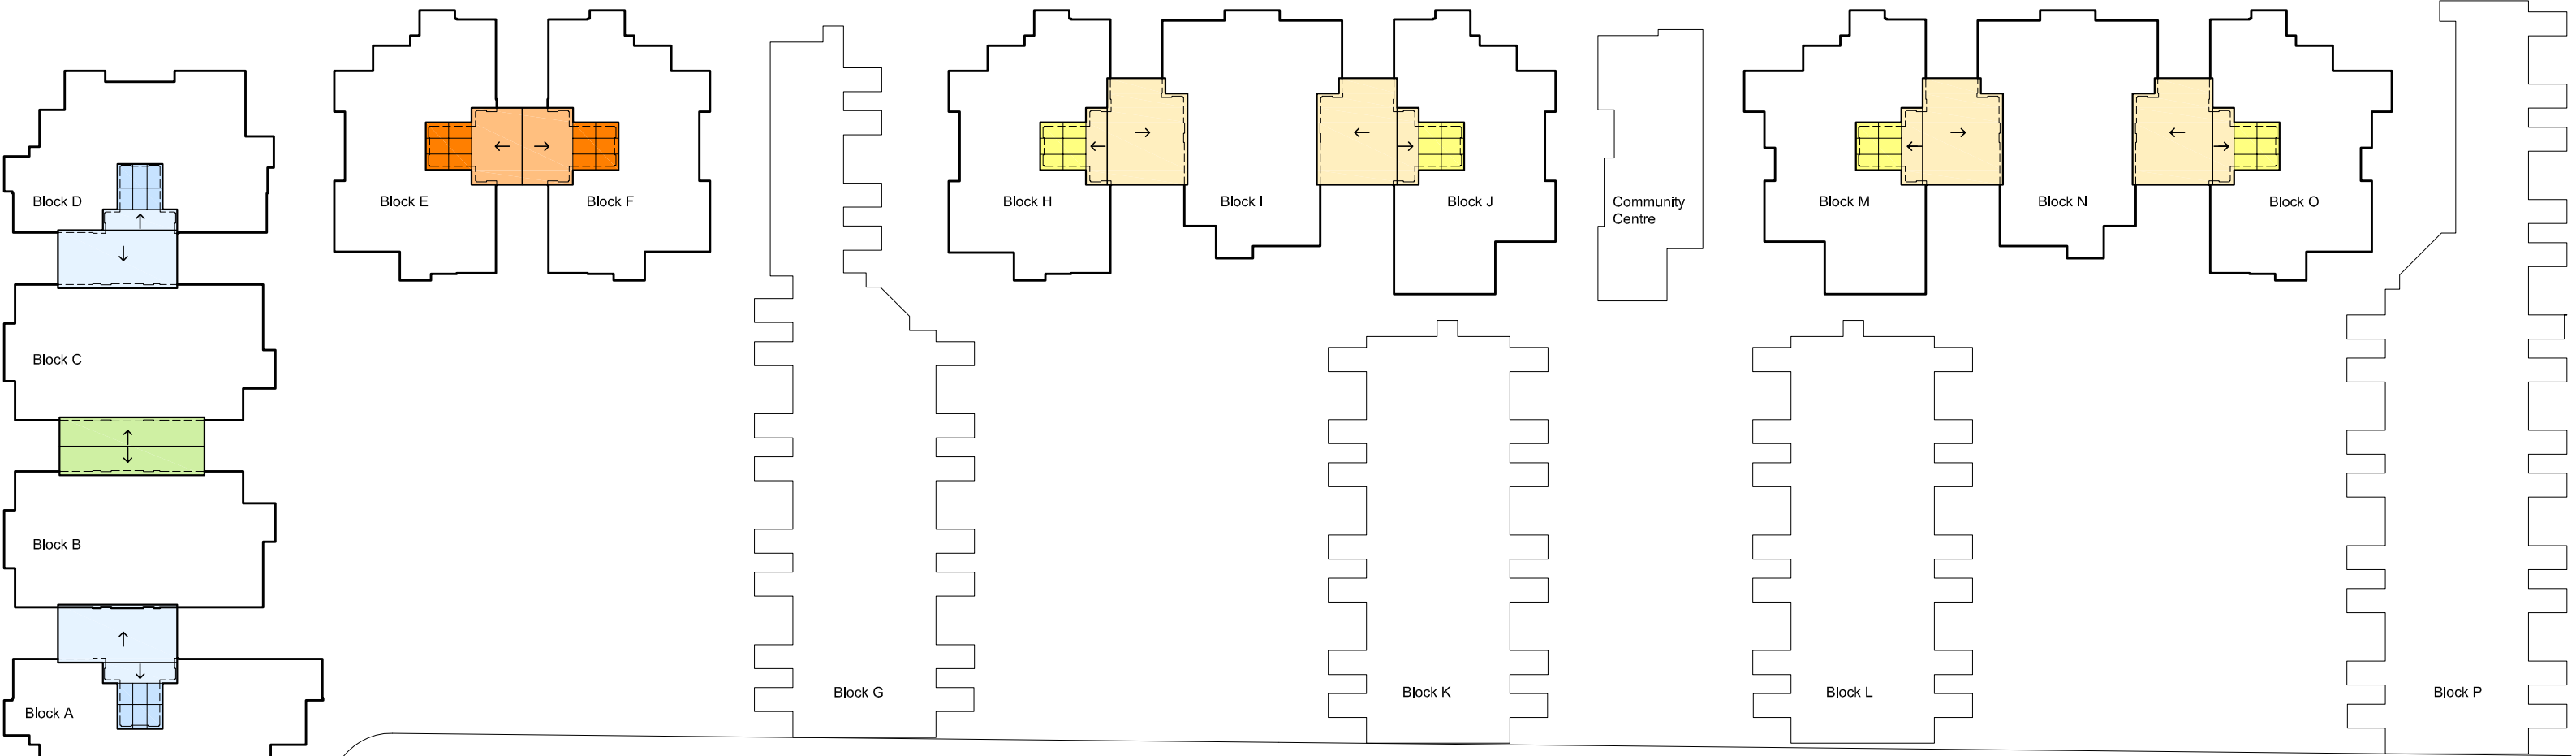 Block D
Block E
Block F
Block H
Block I
Block J
Community
Centre
Block M
Block N
Block O
Block C
Block B
Block A
Block G
Block K
Block L
Block P